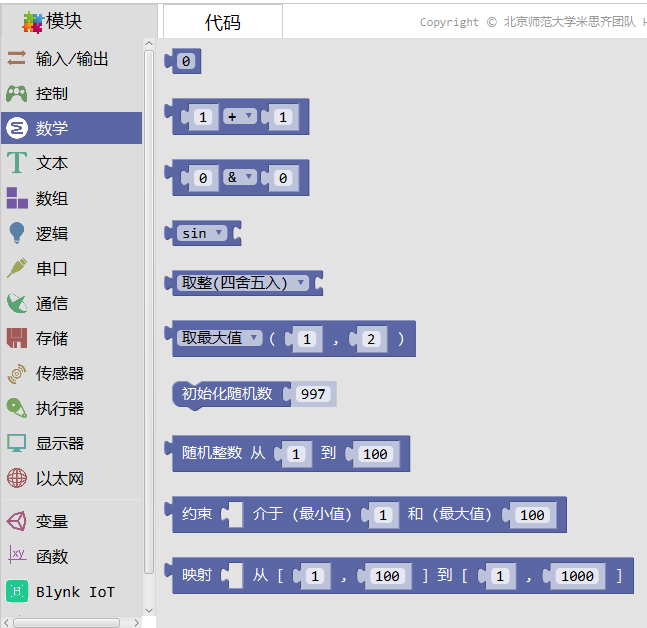 模块
代码
Copyright © 北京师范大学米思齐团队 H
输入/输出
控制
数学
文本
数组
逻辑
串口
通信
存储
传感器
执行器
显示器
以太网
变量
函数
Blynk IoT
0
1 + 1
0 & 0
sin
取整(四舍五入)
取最大值 ( 1 , 2 )
初始化随机数 997
随机整数 从 1 到 100
约束 介于 (最小值) 1 和 (最大值) 100
映射 从 [ 1 , 100 ] 到 [ 1 , 1000 ]